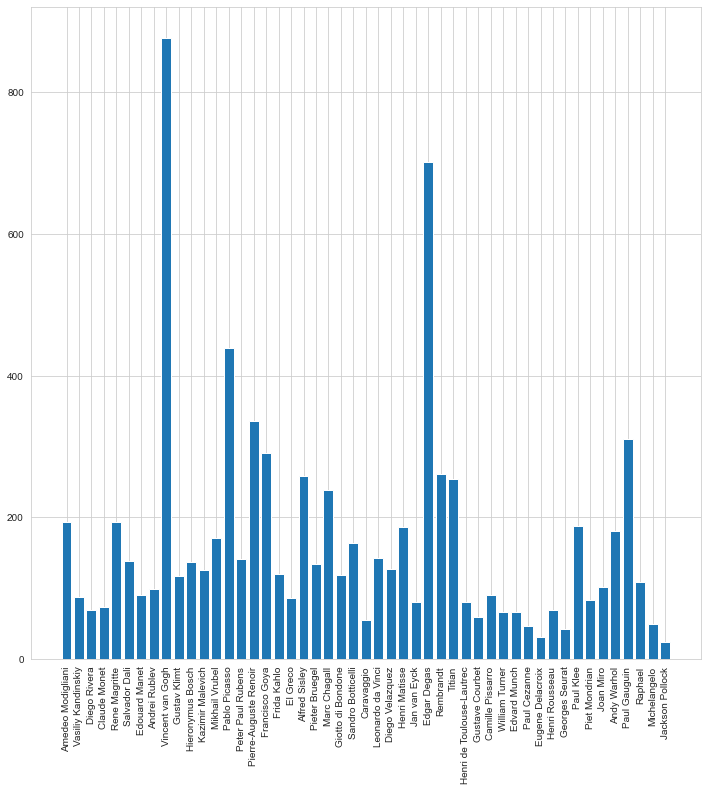 800
600
400
200
0
Amedeo Modigliani
Vasiliy Kandinskiy
Diego Rivera
Claude Monet
Rene Magritte
Salvador Dali
Edouard Manet
Andrei Rublev
Vincent van Gogh
Gustav Klimt
Hieronymus Bosch
Kazimir Malevich
Mikhail Vrubel
Pablo Picasso
Peter Paul Rubens
Pierre-Auguste Renoir
Francisco Goya
Frida Kahlo
El Greco
Alfred Sisley
Pieter Bruegel
Marc Chagall
Giotto di Bondone
Sandro Botticelli
Caravaggio
Leonardo da Vinci
Diego Velazquez
Henri Matisse
Jan van Eyck
Edgar Degas
Rembrandt
Titian
Henri de Toulouse-Lautrec
Gustave Courbet
Camille Pissarro
William Turner
Edvard Munch
Paul Cezanne
Eugene Delacroix
Henri Rousseau
Georges Seurat
Paul Klee
Piet Mondrian
Joan Miro
Andy Warhol
Paul Gauguin
Raphael
Michelangelo
Jackson Pollock